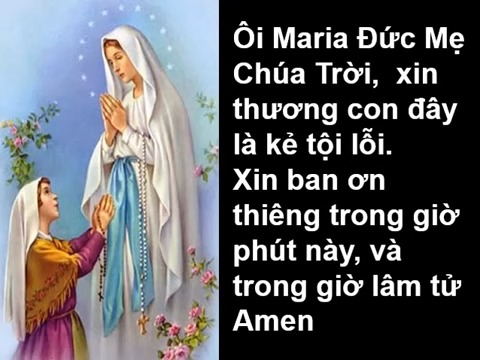 Ôi Maria Đức Mẹ
Chúa Trời,  xin
thương con đây
là kẻ tội lỗi.
Xin ban ơn
thiêng trong giờ
phút này, và
trong giờ lâm tử
Amen